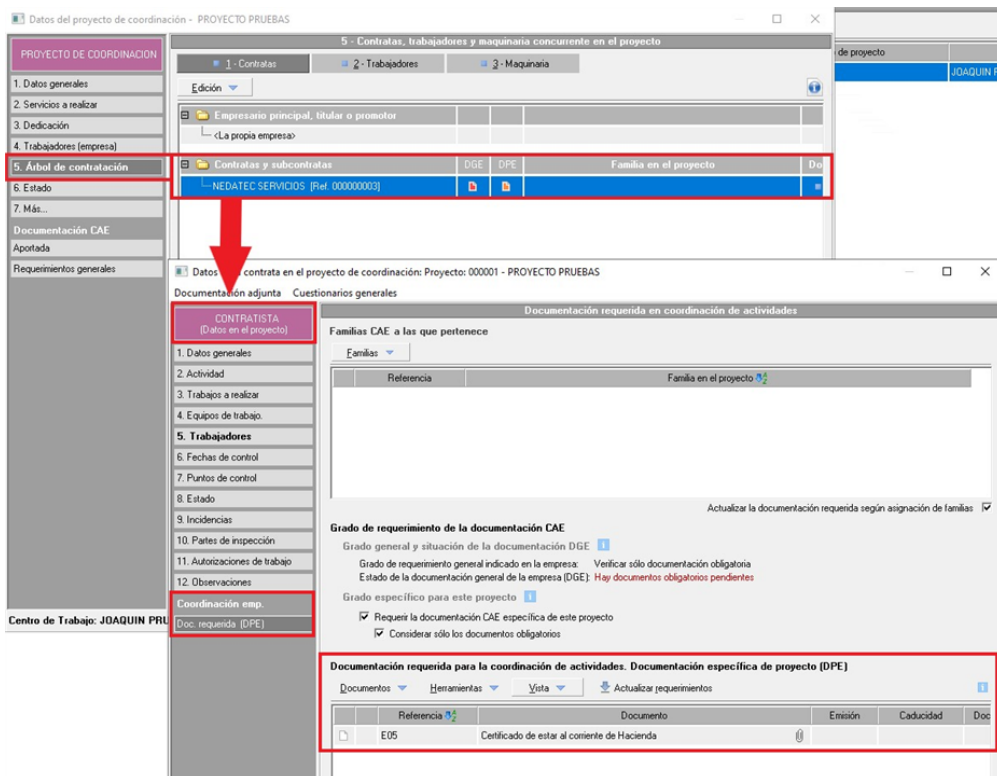 Datos del proyecto de coordinación - PROYECTO PRUEBAS
PROYECTO DE COORDINACION
1. Datos generales
2. Servicios a realizar
3. Dedicación
4. Trabajadores (empresa)
5. Árbol de contratación
6. Estado
7. Más...
Documentación CAE
Aportada
Requerimientos generales
Centro de Trabajo: JOAQUIN PRU
5 - Contratas, trabajadores y maquinaria concurrente en el proyecto
1 - Contratas 2 - Trabajadores 3 - Maquinaria
Edición
Empresario principal, titular o promotor
<La propia empresa>
Contratas y subcontratas DGE DPE Familia en el proyecto Do
NEDATEC SERVICIOS [Ref. 000000003]
de proyecto
JOAQUIN
Datos contrata en el proyecto de coordinación: Proyecto: 000001 - PROYECTO PRUEBAS
Documentación adjunta Cuestionarios generales
CONTRATISTA
(Datos en el proyecto)
1. Datos generales
2. Actividad
3. Trabajos a realizar
4. Equipos de trabajo.
5. Trabajadores
6. Fechas de control
7. Puntos de control
8. Estado
9. Incidencias
10. Partes de inspección
11. Autorizaciones de trabajo
12. Observaciones
Coordinación emp.
Doc. requerida (DPE)
Documentación requerida en coordinación de actividades
Familias CAE a las que pertenece
Familias
Referencia Familia en el proyecto
Actualizar la documentación requerida según asignación de familias
Grado de requerimiento de la documentación CAE
Grado general y situación de la documentación DGE
Grado de requerimiento general indicado en la empresa: Verificar sólo documentación obligatoria
Estado de la documentación general de la empresa (DGE): Hay documentos obligatorios pendientes
Grado específico para este proyecto
Requerir la documentación CAE específica de este proyecto
Considerar sólo los documentos obligatorios
Documentación requerida para la coordinación de actividades. Documentación específica de proyecto (DPE)
Documentos Herramientas Vista Actualizar requerimientos
Referencia Documento Emisión Caducidad Doc
E05 Certificado de estar al corriente de Hacienda